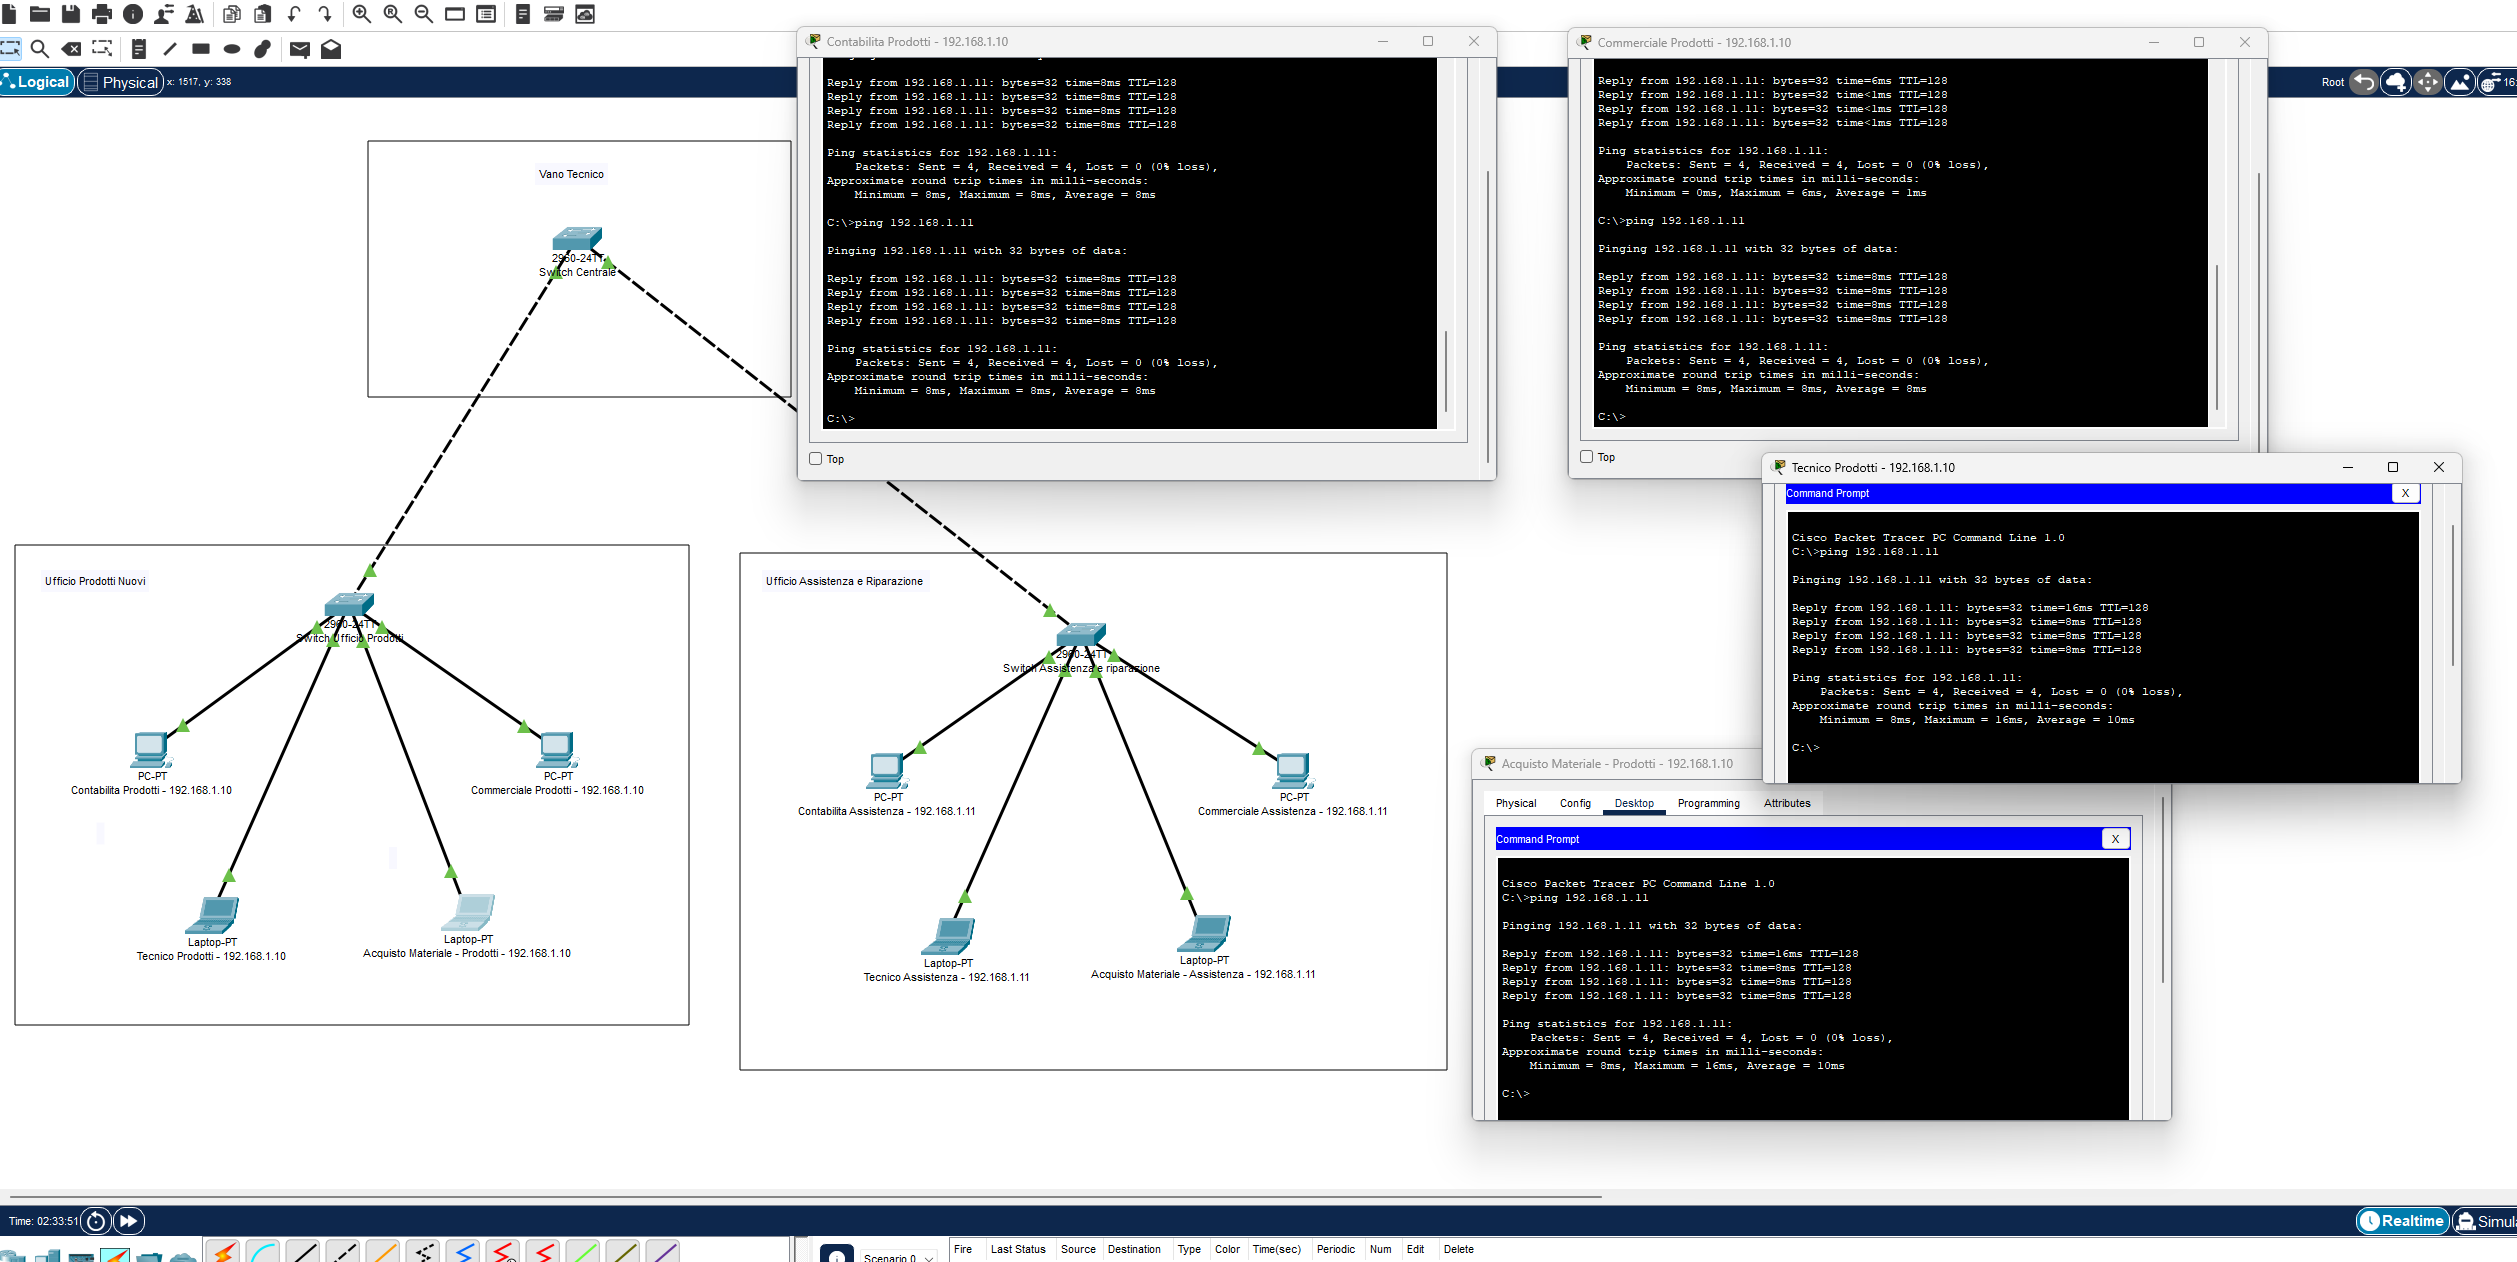 Logical
Physical
x: 1517, y: 338
Root
16:
Vano Tecnico
2960-24TT
Switch Centrale
Ufficio Prodotti Nuovi
2960-24TT
Switch Ufficio Prodotti
PC-PT
Contabilita Prodotti - 192.168.1.10
PC-PT
Commerciale Prodotti - 192.168.1.10
Laptop-PT
Tecnico Prodotti - 192.168.1.10
Laptop-PT
Acquisto Materiale - Prodotti - 192.168.1.10
Ufficio Assistenza e Riparazione
2960-24TT
Switch Assistenza e riparazione
PC-PT
Contabilita Assistenza - 192.168.1.11
PC-PT
Commerciale Assistenza - 192.168.1.11
Laptop-PT
Tecnico Assistenza - 192.168.1.11
Laptop-PT
Acquisto Materiale - Assistenza - 192.168.1.11
Contabilita Prodotti - 192.168.1.10
Reply from 192.168.1.11: bytes=32 time=8ms TTL=128
Reply from 192.168.1.11: bytes=32 time=8ms TTL=128
Reply from 192.168.1.11: bytes=32 time=8ms TTL=128
Reply from 192.168.1.11: bytes=32 time=8ms TTL=128
Ping statistics for 192.168.1.11:
Packets: Sent = 4, Received = 4, Lost = 0 (0% loss),
Approximate round trip times in milli-seconds:
Minimum = 8ms, Maximum = 8ms, Average = 8ms
C:\>ping 192.168.1.11
Pinging 192.168.1.11 with 32 bytes of data:
Reply from 192.168.1.11: bytes=32 time=8ms TTL=128
Reply from 192.168.1.11: bytes=32 time=8ms TTL=128
Reply from 192.168.1.11: bytes=32 time=8ms TTL=128
Reply from 192.168.1.11: bytes=32 time=8ms TTL=128
Ping statistics for 192.168.1.11:
Packets: Sent = 4, Received = 4, Lost = 0 (0% loss),
Approximate round trip times in milli-seconds:
Minimum = 8ms, Maximum = 8ms, Average = 8ms
C:\>
Top
Commerciale Prodotti - 192.168.1.10
Reply from 192.168.1.11: bytes=32 time=6ms TTL=128
Reply from 192.168.1.11: bytes=32 time<1ms TTL=128
Reply from 192.168.1.11: bytes=32 time<1ms TTL=128
Reply from 192.168.1.11: bytes=32 time<1ms TTL=128
Ping statistics for 192.168.1.11:
Packets: Sent = 4, Received = 4, Lost = 0 (0% loss),
Approximate round trip times in milli-seconds:
Minimum = 0ms, Maximum = 6ms, Average = 1ms
C:\>ping 192.168.1.11
Pinging 192.168.1.11 with 32 bytes of data:
Reply from 192.168.1.11: bytes=32 time=8ms TTL=128
Reply from 192.168.1.11: bytes=32 time=8ms TTL=128
Reply from 192.168.1.11: bytes=32 time=8ms TTL=128
Reply from 192.168.1.11: bytes=32 time=8ms TTL=128
Ping statistics for 192.168.1.11:
Packets: Sent = 4, Received = 4, Lost = 0 (0% loss),
Approximate round trip times in milli-seconds:
Minimum = 8ms, Maximum = 8ms, Average = 8ms
C:\>
Top
Tecnico Prodotti - 192.168.1.10
Command Prompt
X
Cisco Packet Tracer PC Command Line 1.0
C:\>ping 192.168.1.11
Pinging 192.168.1.11 with 32 bytes of data:
Reply from 192.168.1.11: bytes=32 time=16ms TTL=128
Reply from 192.168.1.11: bytes=32 time=8ms TTL=128
Reply from 192.168.1.11: bytes=32 time=8ms TTL=128
Reply from 192.168.1.11: bytes=32 time=8ms TTL=128
Ping statistics for 192.168.1.11:
Packets: Sent = 4, Received = 4, Lost = 0 (0% loss),
Approximate round trip times in milli-seconds:
Minimum = 8ms, Maximum = 16ms, Average = 10ms
C:\>
Acquisto Materiale - Prodotti - 192.168.1.10
Physical Config Desktop Programming Attributes
Command Prompt
X
Cisco Packet Tracer PC Command Line 1.0
C:\>ping 192.168.1.11
Pinging 192.168.1.11 with 32 bytes of data:
Reply from 192.168.1.11: bytes=32 time=16ms TTL=128
Reply from 192.168.1.11: bytes=32 time=8ms TTL=128
Reply from 192.168.1.11: bytes=32 time=8ms TTL=128
Reply from 192.168.1.11: bytes=32 time=8ms TTL=128
Ping statistics for 192.168.1.11:
Packets: Sent = 4, Received = 4, Lost = 0 (0% loss),
Approximate round trip times in milli-seconds:
Minimum = 8ms, Maximum = 16ms, Average = 10ms
C:\>
Time: 02:33:51
Realtime
Simula
Scenario 0
Fire Last Status Source Destination Type Color Time(sec) Periodic Num Edit Delete